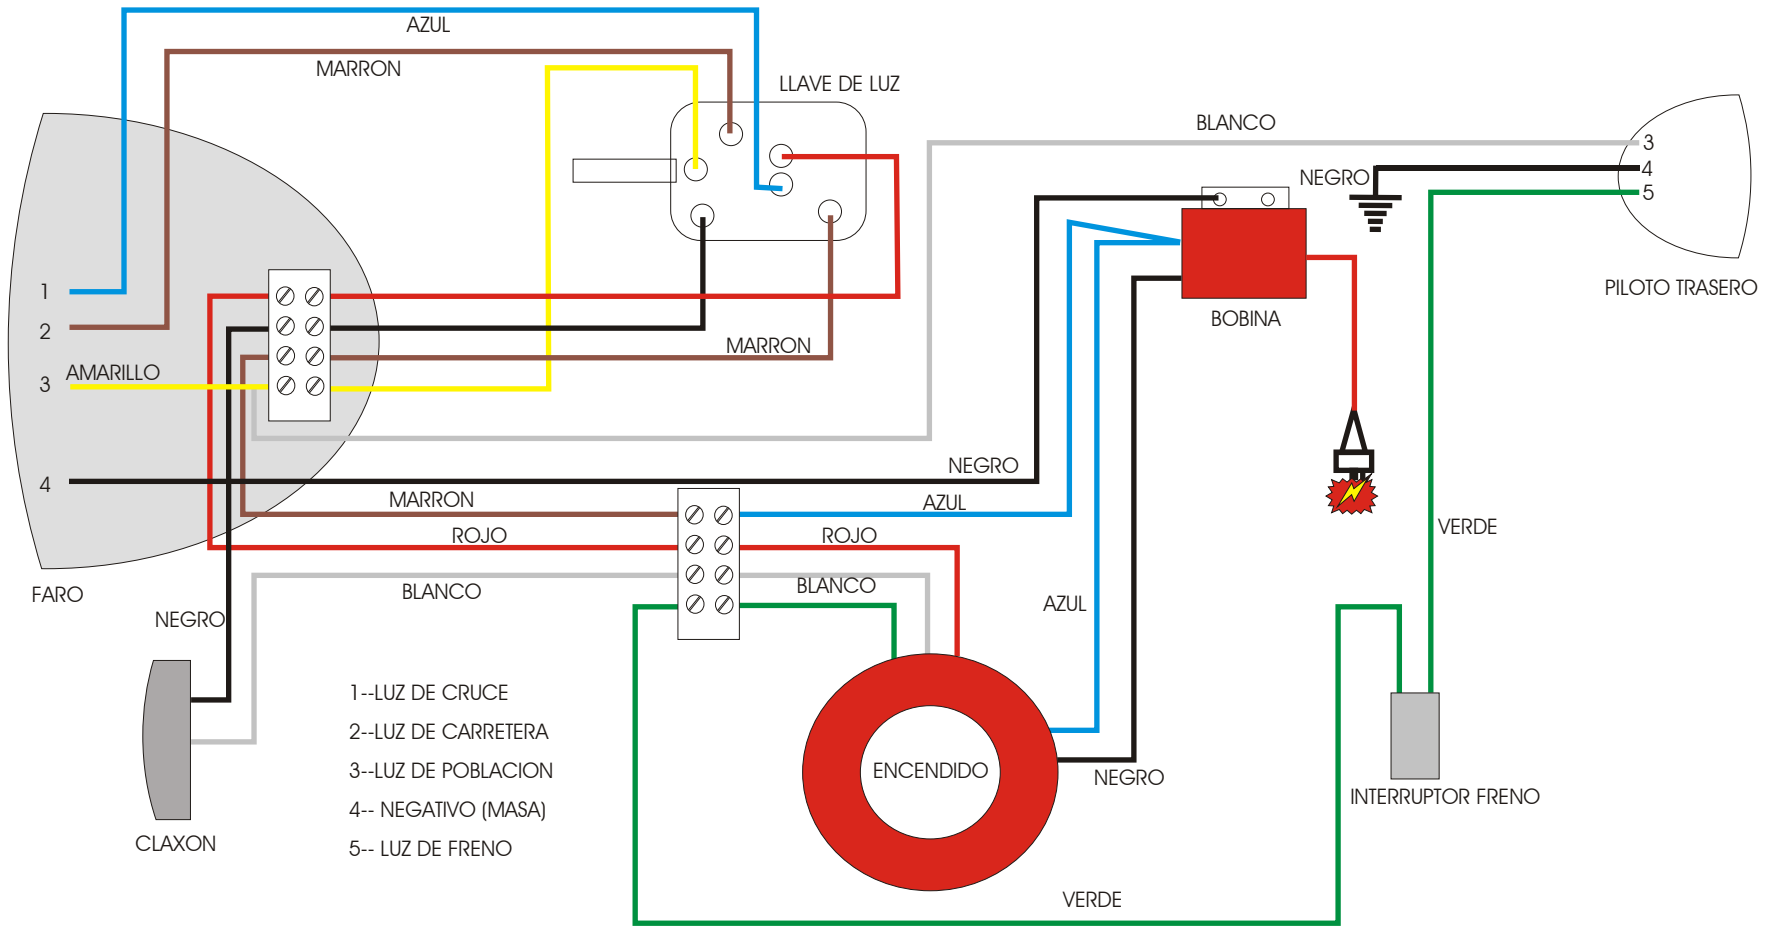 AZUL
MARRON
LLAVE DE LUZ
BLANCO
3
4
5
NEGRO
PILOTO TRASERO
BOBINA
1
2
3
AMARILLO
MARRON
4
NEGRO
MARRON
AZUL
ROJO
ROJO
BLANCO
BLANCO
VERDE
FARO
AZUL
NEGRO
1--LUZ DE CRUCE
2--LUZ DE CARRETERA
3--LUZ DE POBLACION
4-- NEGATIVO (MASA)
5-- LUZ DE FRENO
ENCENDIDO
NEGRO
INTERRUPTOR FRENO
CLAXON
VERDE